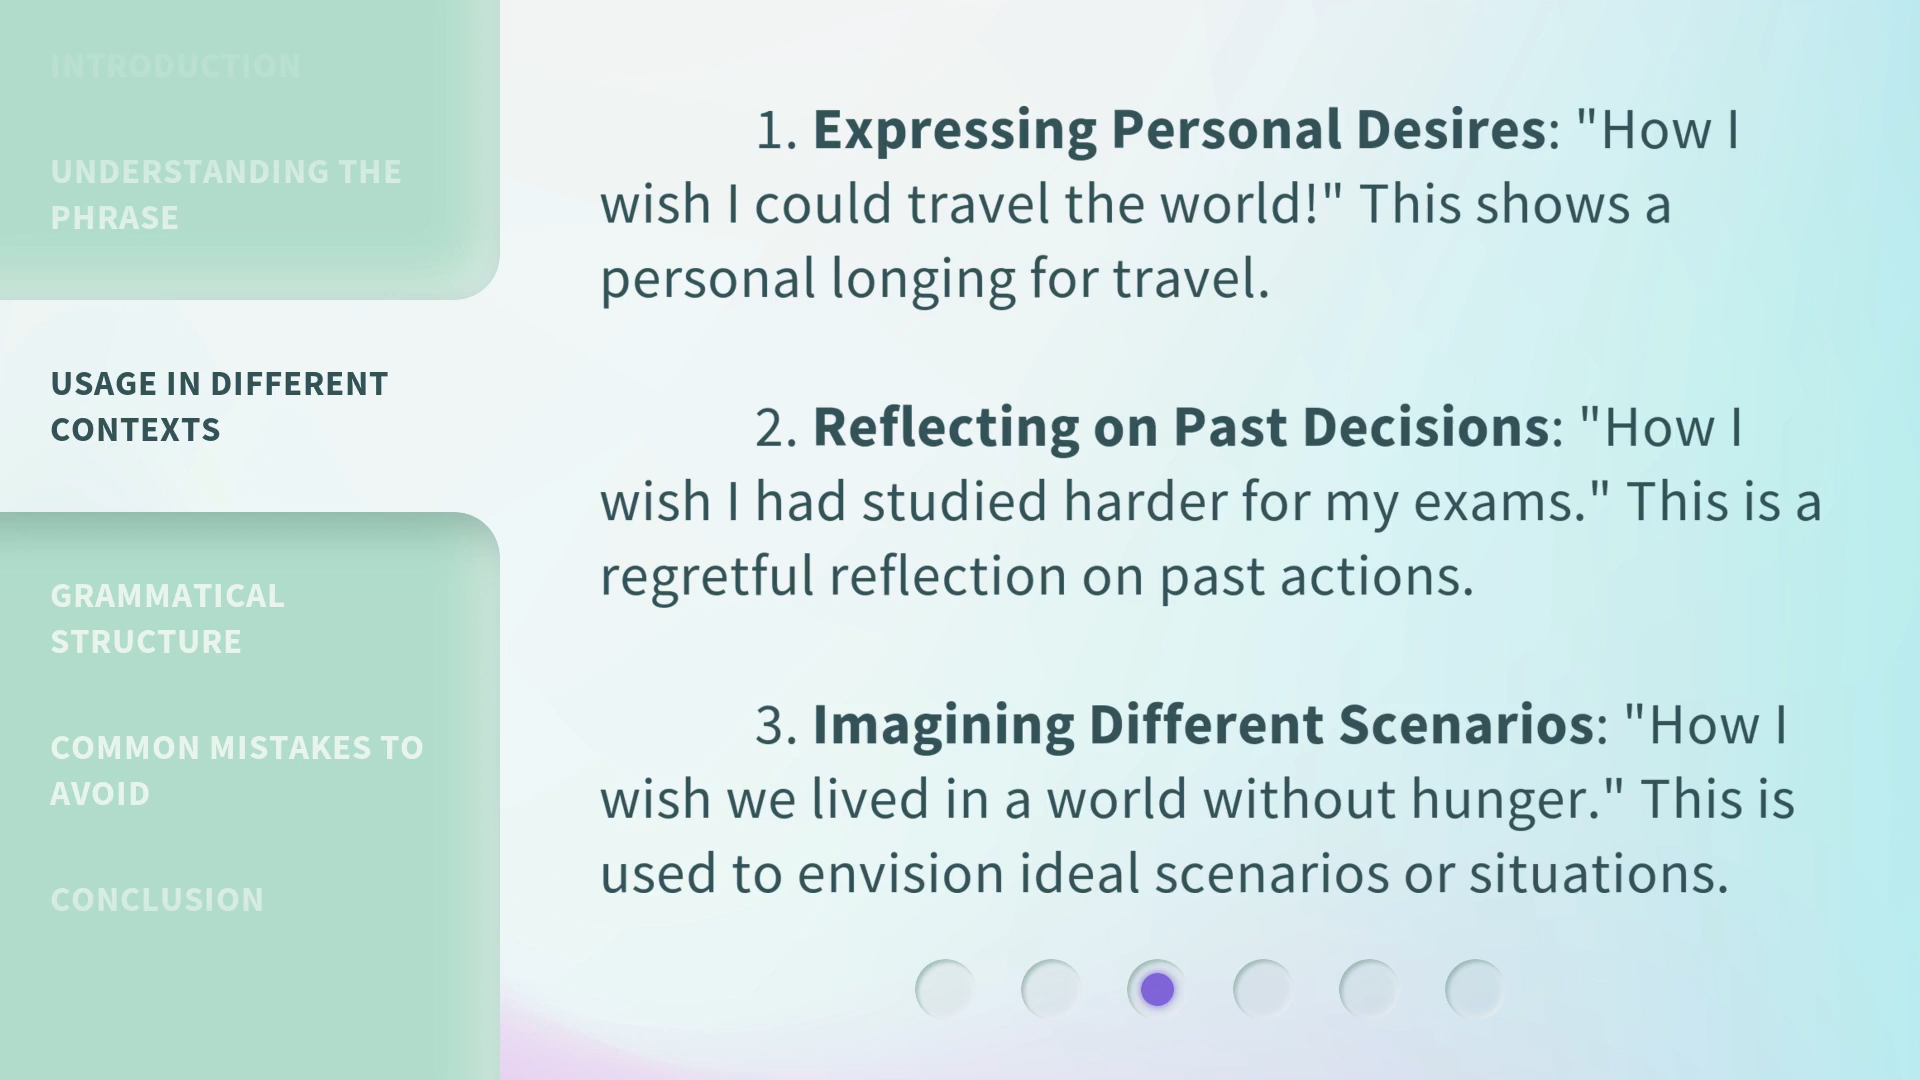 INTRODUCTION
UNDERSTANDING THE
PHRASE
USAGE IN DIFFERENT
CONTEXTS
GRAMMATICAL
STRUCTURE
COMMON MISTAKES TO
AVOID
CONCLUSION
1. Expressing Personal Desires: "How I
wish I could travel the world!" This shows a
personal longing for travel.
2. Reflecting on Past Decisions: "How I
wish I had studied harder for my exams." This is a
regretful reflection on past actions.
3. Imagining Different Scenarios: "How I
wish we lived in a world without hunger." This is
used to envision ideal scenarios or situations.